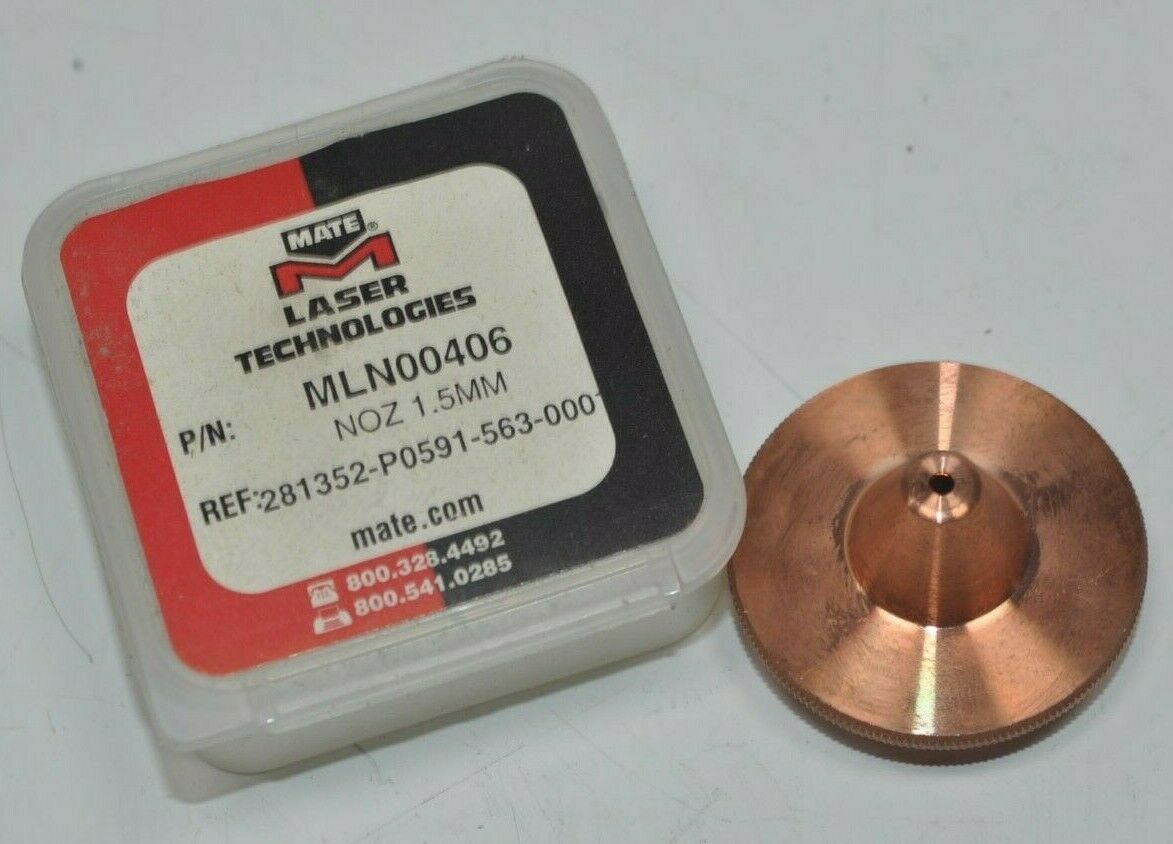 MATE®
LASER
TECHNOLOGIES
P/N: MLN00406
NOZ 1.5MM
REF:281352-P0591-563-0001
mate.com
800.328.4492
800.541.0285